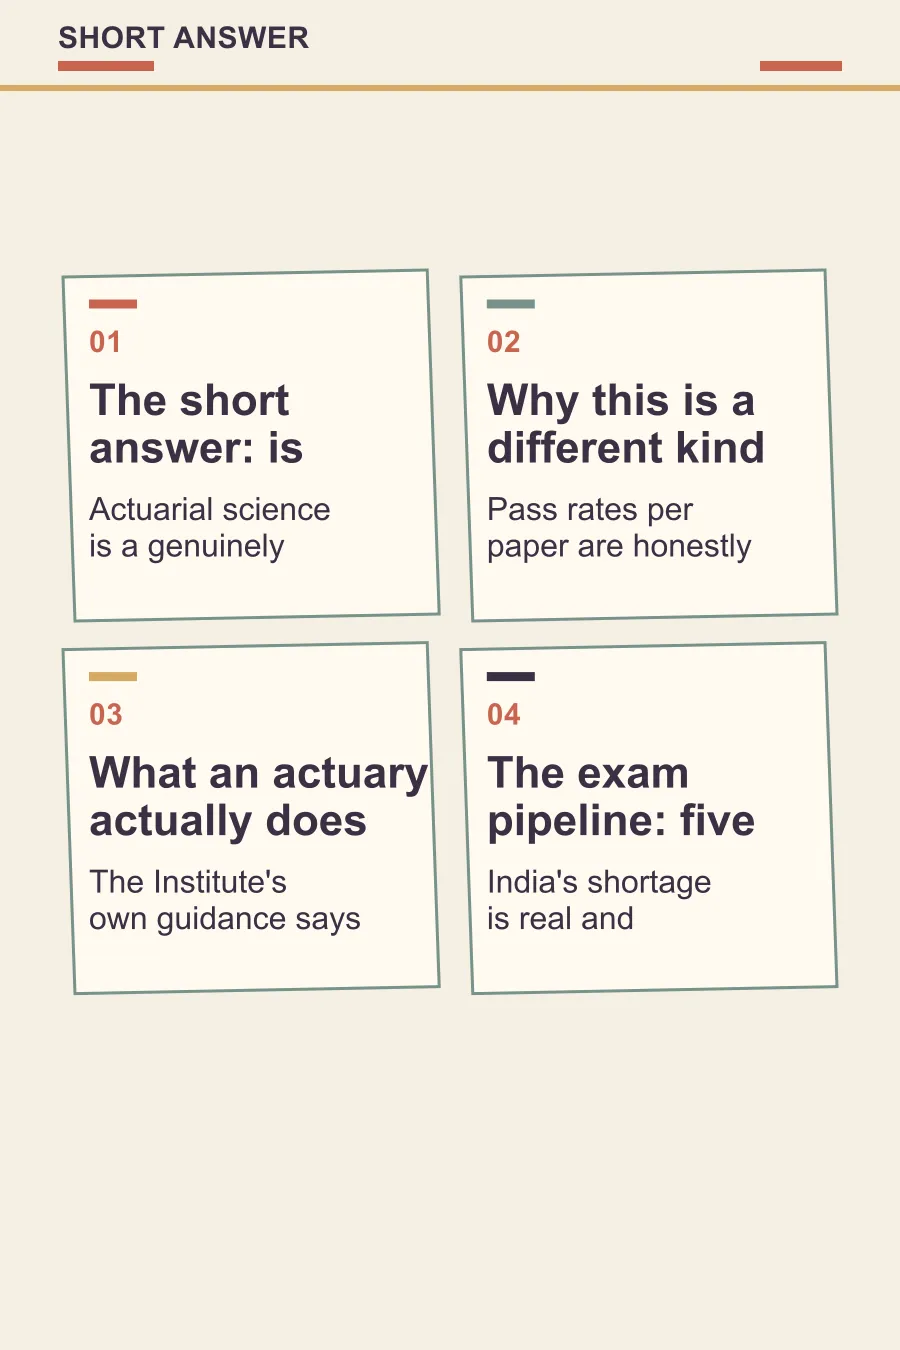 SHORT ANSWER
01
The short
answer: is
Actuarial science
is a genuinely
02
Why this is a
different kind
Pass rates per
paper are honestly
03
What an actuary
actually does
The Institute's
own guidance says
04
The exam
pipeline: five
India's shortage
is real and